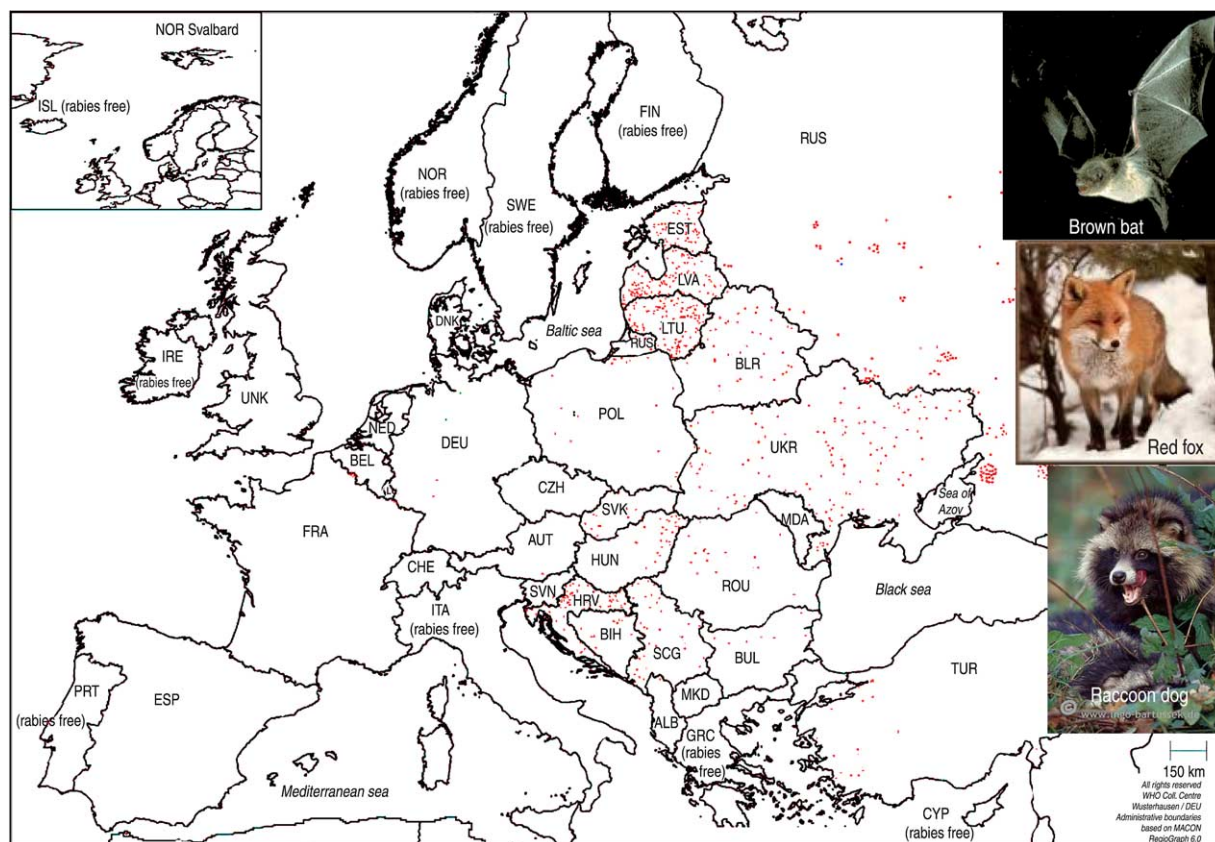 NOR Svalbard
ISL (rabies free)
FIN
(rabies free)
RUS
NOR
(rabies free)
SWE
(rabies free)
EST
LVA
LTU
RUS
Baltic sea
DNK
IRE
(rabies free)
UNK
NED
BEL
L
DEU
POL
BLR
UKR
CZH
SVK
MDA
Sea of
Azov
FRA
AUT
HUN
CHE
ROU
Black sea
SVN
HRV
ITA
(rabies free)
BIH
SCG
BUL
TUR
PRT
(rabies free)
ESP
MKD
ALB
GRC
(rabies
free)
Mediterranean sea
CYP
(rabies free)
Brown bat
Red fox
Raccoon dog
© www.ingo-bartussek.de
150 km
All rights reserved
WHO Coll. Centre
Wusterhausen / DEU
Administrative boundaries
based on MACON
RegioGraph 6.0